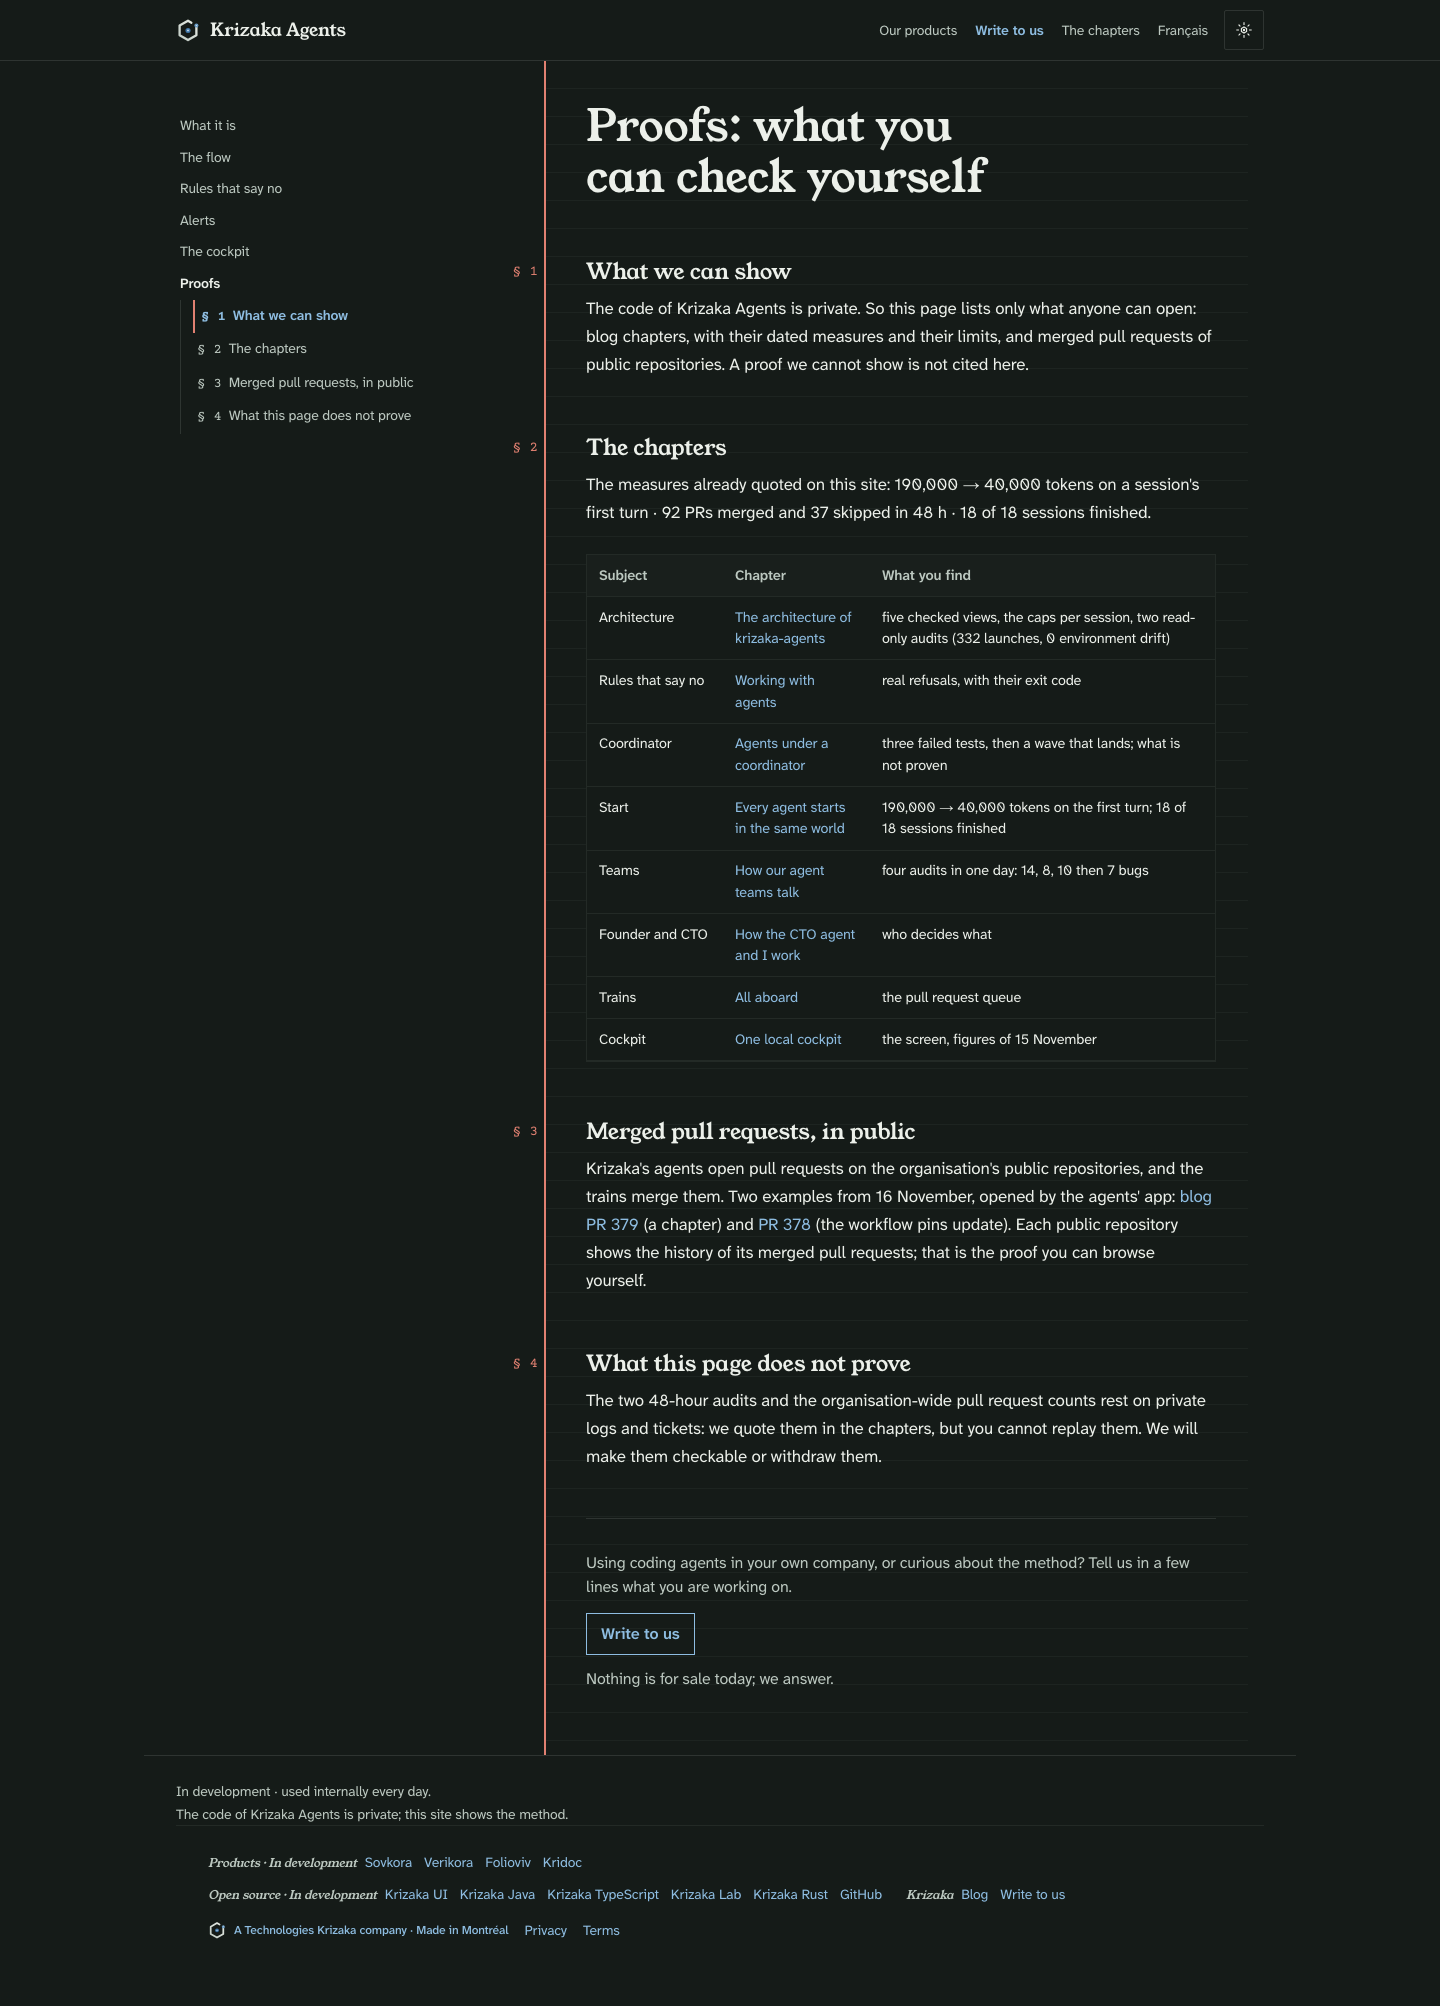 Krizaka Agents
Our products
Write to us
The chapters
Français
What it is
The flow
Rules that say no
Alerts
The cockpit
Proofs
§ 1 What we can show
§ 2 The chapters
§ 3 Merged pull requests, in public
§ 4 What this page does not prove
Proofs: what you
can check yourself
§ 1
What we can show
The code of Krizaka Agents is private. So this page lists only what anyone can open:
blog chapters, with their dated measures and their limits, and merged pull requests of
public repositories. A proof we cannot show is not cited here.
§ 2
The chapters
The measures already quoted on this site: 190,000 → 40,000 tokens on a session's
first turn · 92 PRs merged and 37 skipped in 48 h · 18 of 18 sessions finished.
Subject
Chapter
What you find
Architecture
The architecture of
krizaka-agents
five checked views, the caps per session, two read-
only audits (332 launches, 0 environment drift)
Rules that say no
Working with
agents
real refusals, with their exit code
Coordinator
Agents under a
coordinator
three failed tests, then a wave that lands; what is
not proven
Start
Every agent starts
in the same world
190,000 → 40,000 tokens on the first turn; 18 of
18 sessions finished
Teams
How our agent
teams talk
four audits in one day: 14, 8, 10 then 7 bugs
Founder and CTO
How the CTO agent
and I work
who decides what
Trains
All aboard
the pull request queue
Cockpit
One local cockpit
the screen, figures of 15 November
§ 3
Merged pull requests, in public
Krizaka's agents open pull requests on the organisation's public repositories, and the
trains merge them. Two examples from 16 November, opened by the agents' app: blog
PR 379 (a chapter) and PR 378 (the workflow pins update). Each public repository
shows the history of its merged pull requests; that is the proof you can browse
yourself.
§ 4
What this page does not prove
The two 48-hour audits and the organisation-wide pull request counts rest on private
logs and tickets: we quote them in the chapters, but you cannot replay them. We will
make them checkable or withdraw them.
Using coding agents in your own company, or curious about the method? Tell us in a few
lines what you are working on.
Write to us
Nothing is for sale today; we answer.
In development · used internally every day.
The code of Krizaka Agents is private; this site shows the method.
Products · In development Sovkora Verikora Folioviv Kridoc
Open source · In development Krizaka UI Krizaka Java Krizaka TypeScript Krizaka Lab Krizaka Rust GitHub Krizaka Blog Write to us
A Technologies Krizaka company · Made in Montréal Privacy Terms